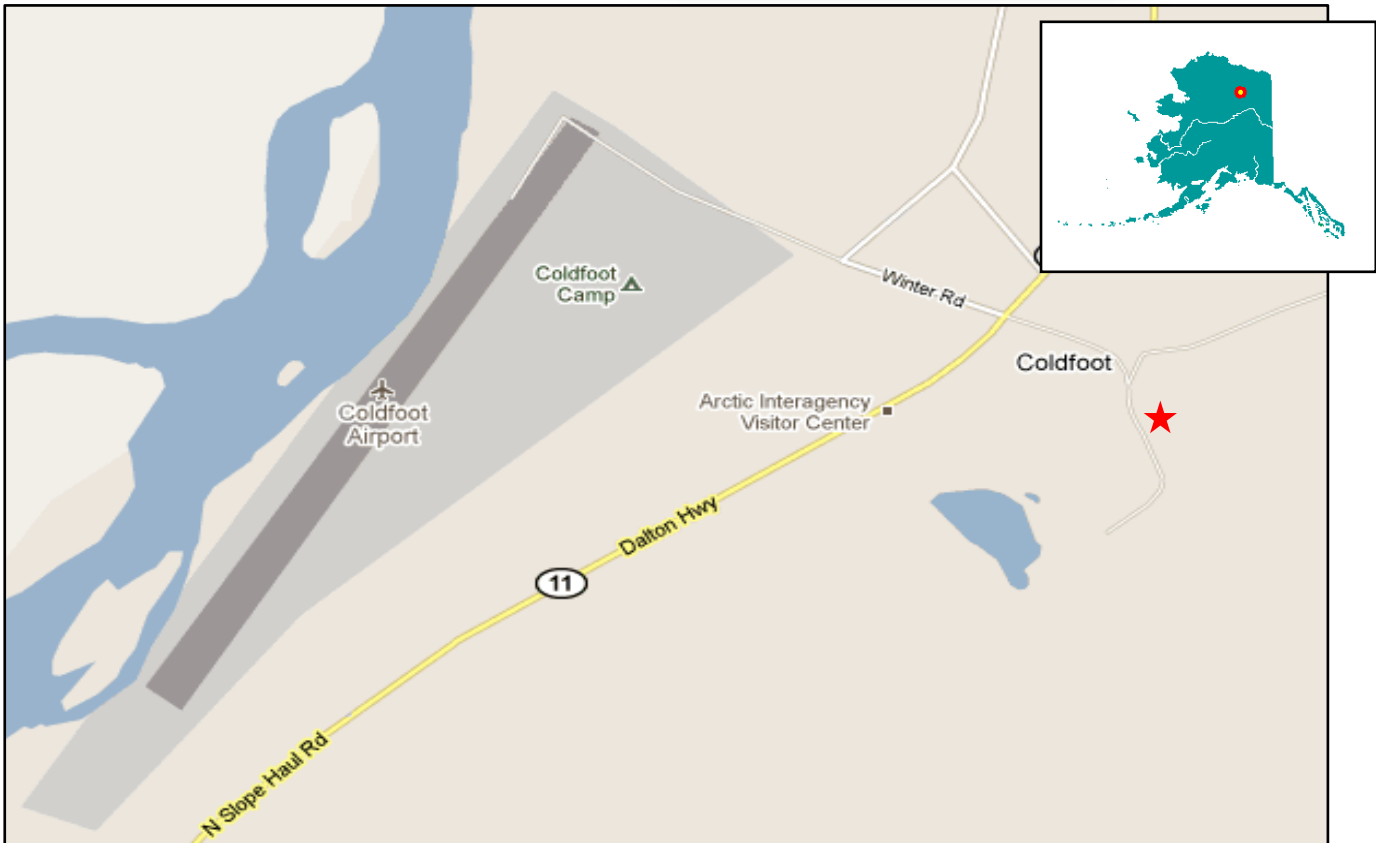 Coldfoot
Camp
Winter Rd
Coldfoot
Arctic Interagency
Visitor Center
Coldfoot
Airport
Dalton Hwy
11
N Slope Haul Rd